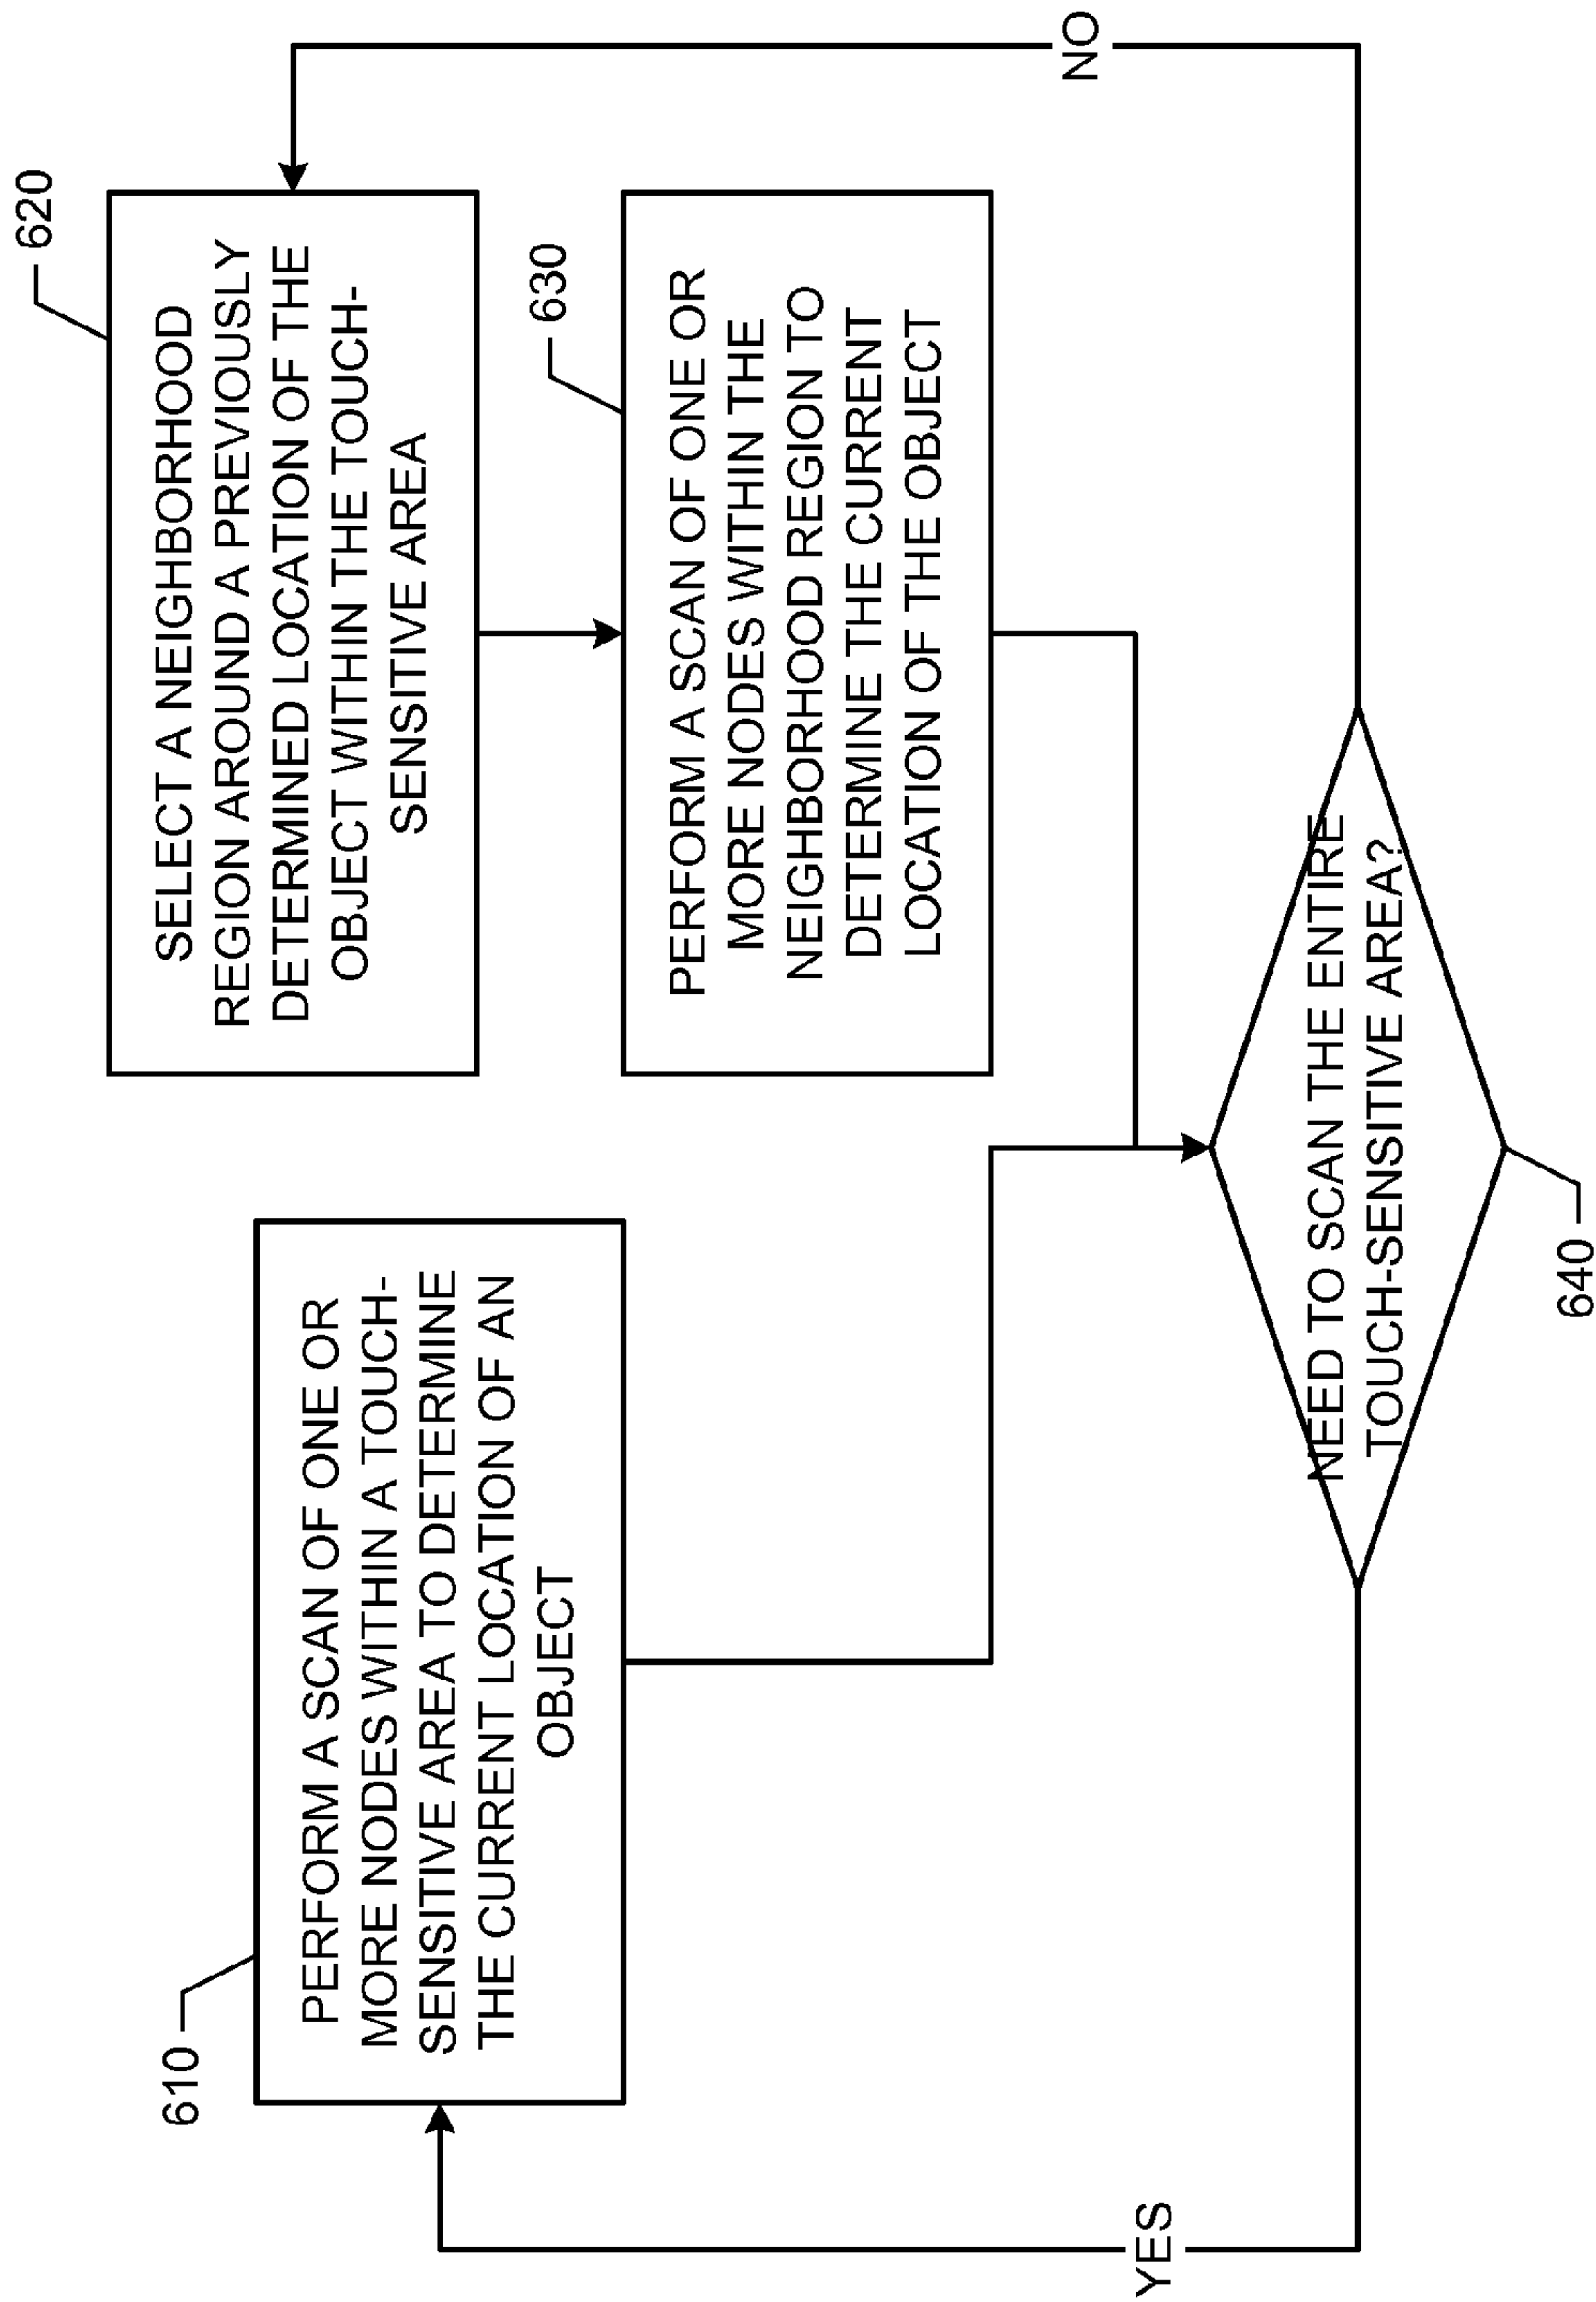 610
PERFORM A SCAN OF ONE OR
MORE NODES WITHIN A TOUCH-
SENSITIVE AREA TO DETERMINE
THE CURRENT LOCATION OF AN
OBJECT
620
SELECT A NEIGHBORHOOD
REGION AROUND A PREVIOUSLY
DETERMINED LOCATION OF THE
OBJECT WITHIN THE TOUCH-
SENSITIVE AREA
630
PERFORM A SCAN OF ONE OR
MORE NODES WITHIN THE
NEIGHBORHOOD REGION TO
DETERMINE THE CURRENT
LOCATION OF THE OBJECT
YES
NO
NEED TO SCAN THE ENTIRE
TOUCH-SENSITIVE AREA?
640